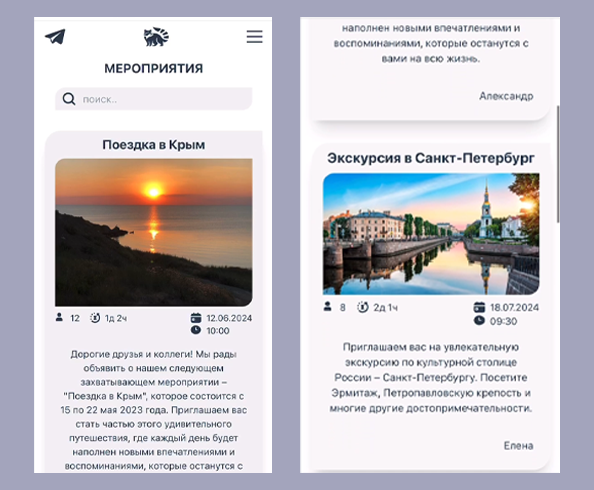 МЕРОПРИЯТИЯ
поиск..
Поездка в Крым
12 1д 2ч 12.06.2024
10:00
Дорогие друзья и коллеги! Мы рады
объявить о нашем следующем
захватывающем мероприятии –
"Поездка в Крым", которое состоится с
15 по 22 мая 2023 года. Приглашаем вас
стать частью этого удивительного
путешествия, где каждый день будет
наполнен новыми впечатлениями и
воспоминаниями, которые останутся с
наполнен новыми впечатлениями и
воспоминаниями, которые останутся с
вами на всю жизнь.
Александр
Экскурсия в Санкт-Петербург
8 2д 1ч 18.07.2024
09:30
Приглашаем вас на увлекательную
экскурсию по культурной столице
России – Санкт-Петербургу. Посетите
Эрмитаж, Петропавловскую крепость и
многие другие достопримечательности.
Елена